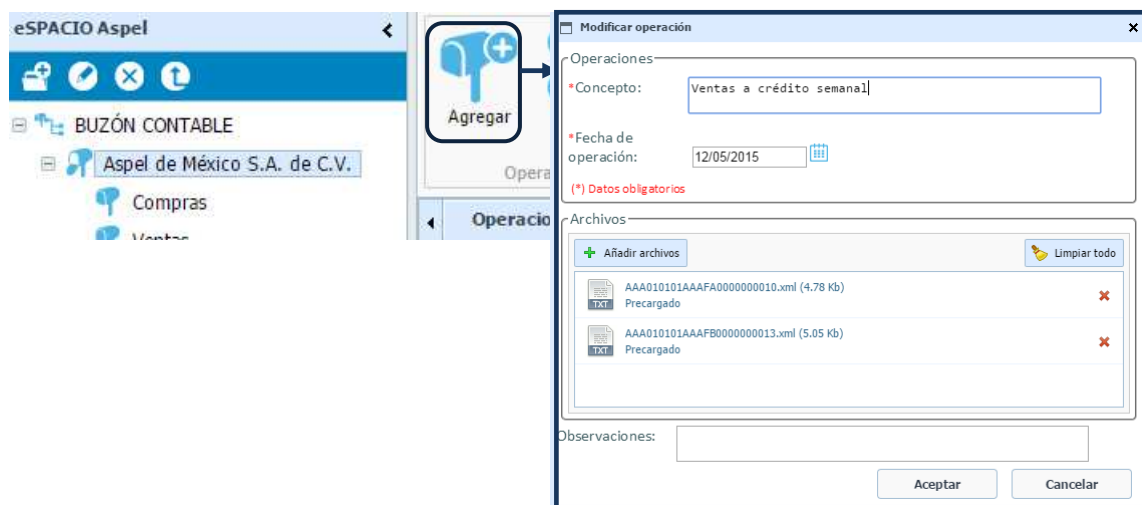 eSPACIO Aspel
BUZÓN CONTABLE
Aspel de México S.A. de C.V.
Compras
Ventas
Agregar
Opera
Operacio
Modificar operación
Operaciones
*Concepto:
Ventas a crédito semanal
*Fecha de
operación:
12/05/2015
(*) Datos obligatorios
Archivos
Añadir archivos
Limpiar todo
TXT
AAA010101AAAFA0000000010.xml (4.78 Kb)
Precargado
TXT
AAA010101AAAFB0000000013.xml (5.05 Kb)
Precargado
Observaciones:
Aceptar
Cancelar